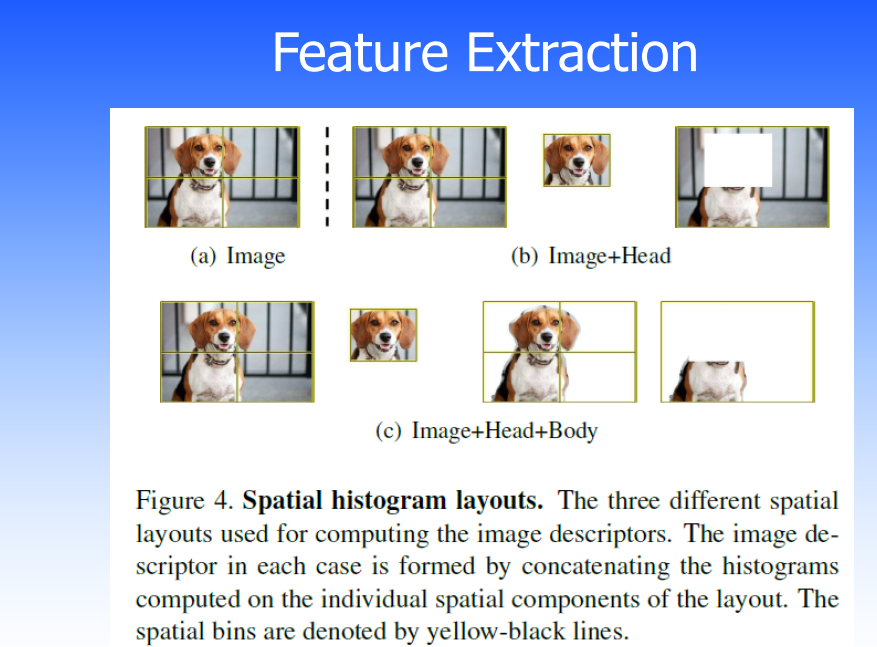 Feature Extraction
(a) Image
(b) Image+Head
(c) Image+Head+Body
Figure 4. Spatial histogram layouts. The three different spatial
layouts used for computing the image descriptors. The image de-
scriptor in each case is formed by concatenating the histograms
computed on the individual spatial components of the layout. The
spatial bins are denoted by yellow-black lines.